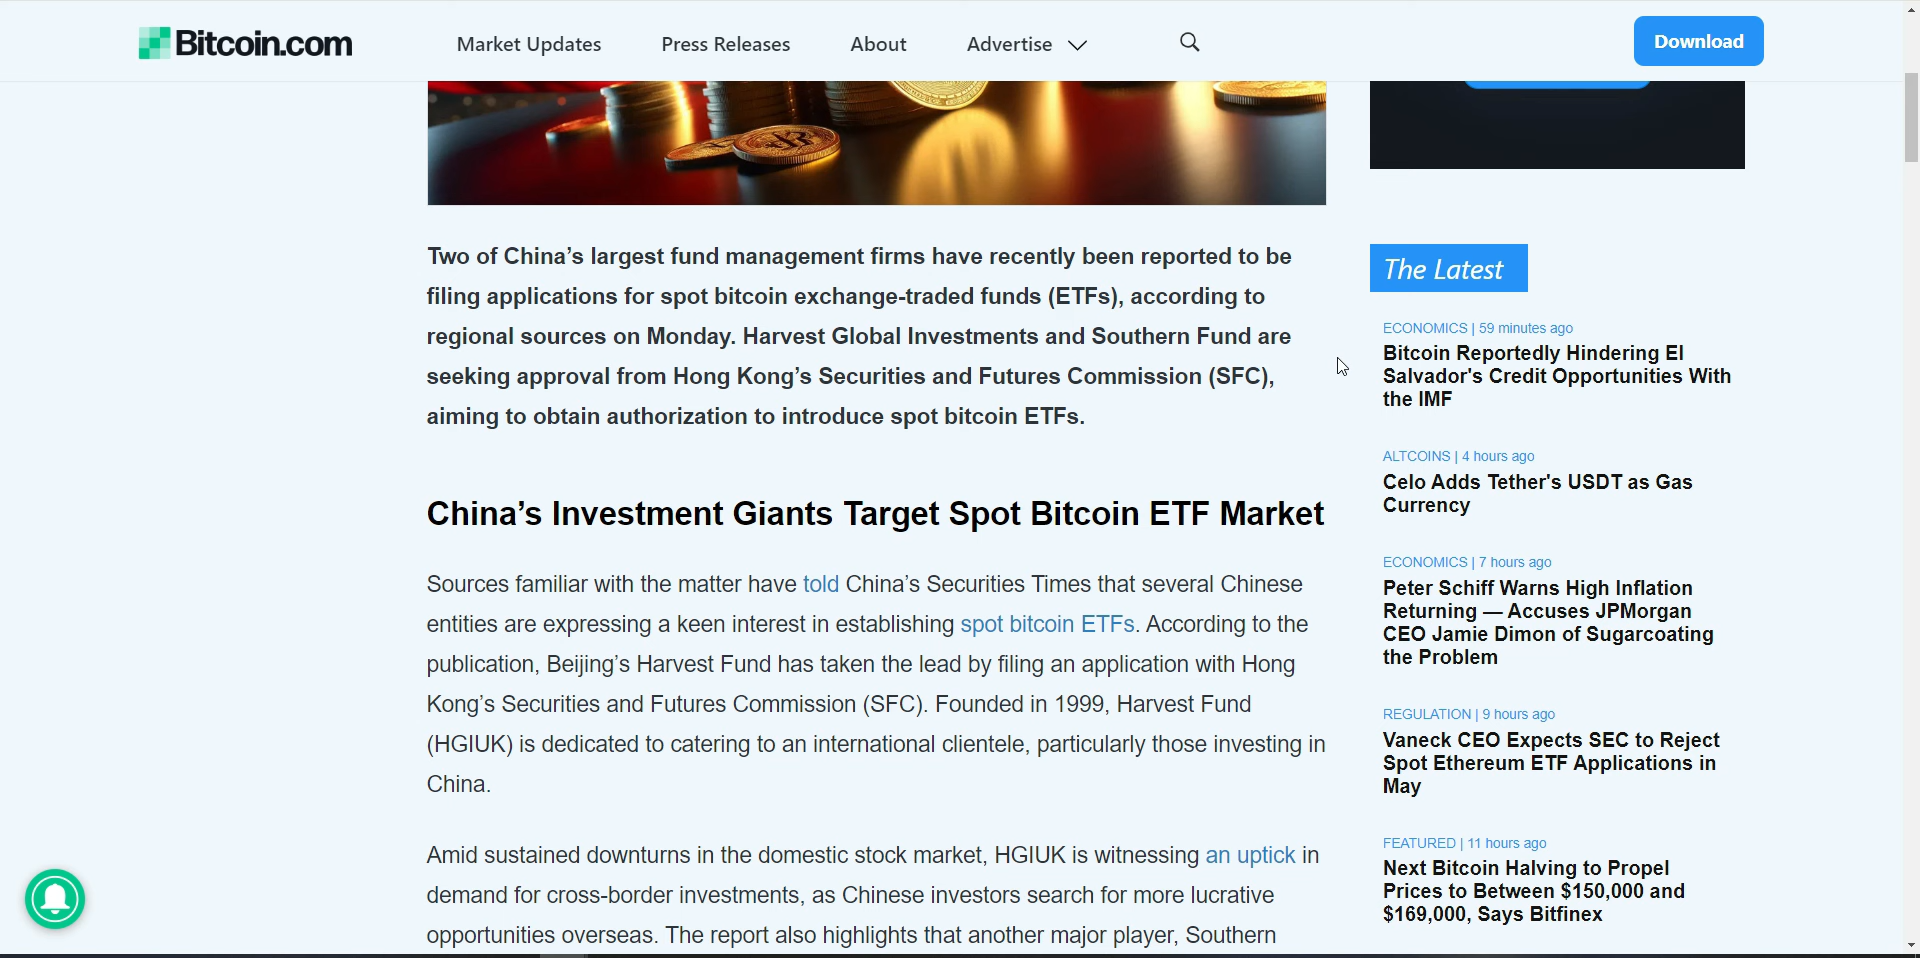 Bitcoin.com
Market Updates
Press Releases
About
Advertise
Download
Two of China’s largest fund management firms have recently been reported to be
filing applications for spot bitcoin exchange-traded funds (ETFs), according to
regional sources on Monday. Harvest Global Investments and Southern Fund are
seeking approval from Hong Kong’s Securities and Futures Commission (SFC),
aiming to obtain authorization to introduce spot bitcoin ETFs.
China’s Investment Giants Target Spot Bitcoin ETF Market
Sources familiar with the matter have told China’s Securities Times that several Chinese
entities are expressing a keen interest in establishing spot bitcoin ETFs. According to the
publication, Beijing’s Harvest Fund has taken the lead by filing an application with Hong
Kong’s Securities and Futures Commission (SFC). Founded in 1999, Harvest Fund
(HGIUK) is dedicated to catering to an international clientele, particularly those investing in
China.
Amid sustained downturns in the domestic stock market, HGIUK is witnessing an uptick in
demand for cross-border investments, as Chinese investors search for more lucrative
opportunities overseas. The report also highlights that another major player, Southern
The Latest
ECONOMICS | 59 minutes ago
Bitcoin Reportedly Hindering El
Salvador's Credit Opportunities With
the IMF
ALTCOINS | 4 hours ago
Celo Adds Tether's USDT as Gas
Currency
ECONOMICS | 7 hours ago
Peter Schiff Warns High Inflation
Returning — Accuses JPMorgan
CEO Jamie Dimon of Sugarcoating
the Problem
REGULATION | 9 hours ago
Vaneck CEO Expects SEC to Reject
Spot Ethereum ETF Applications in
May
FEATURED | 11 hours ago
Next Bitcoin Halving to Propel
Prices to Between $150,000 and
$169,000, Says Bitfinex